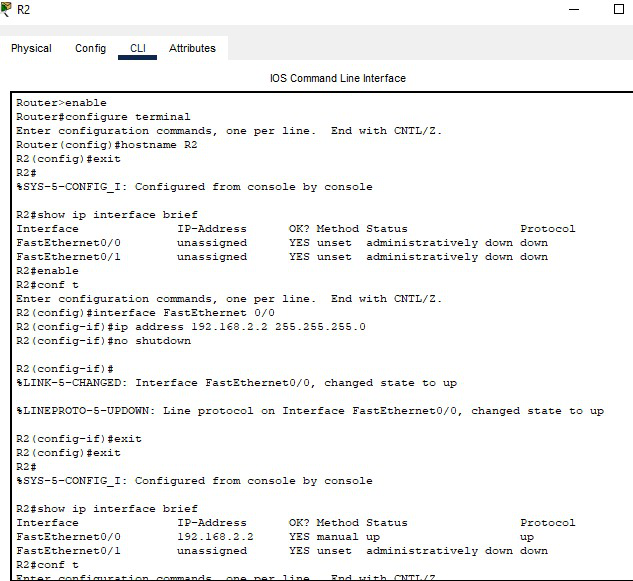 R2
Physical Config CLI Attributes
IOS Command Line Interface
Router>enable
Router#configure terminal
Enter configuration commands, one per line.  End with CNTL/Z.
Router(config)#hostname R2
R2(config)#exit
R2#
%SYS-5-CONFIG_I: Configured from console by console
R2#show ip interface brief
Interface              IP-Address      OK? Method Status                Protocol
FastEthernet0/0        unassigned      YES unset  administratively down down
FastEthernet0/1        unassigned      YES unset  administratively down down
R2#enable
R2#conf t
Enter configuration commands, one per line.  End with CNTL/Z.
R2(config)#interface FastEthernet 0/0
R2(config-if)#ip address 192.168.2.2 255.255.255.0
R2(config-if)#no shutdown
R2(config-if)#
%LINK-5-CHANGED: Interface FastEthernet0/0, changed state to up
%LINEPROTO-5-UPDOWN: Line protocol on Interface FastEthernet0/0, changed state to up
R2(config-if)#exit
R2(config)#exit
R2#
%SYS-5-CONFIG_I: Configured from console by console
R2#show ip interface brief
Interface              IP-Address      OK? Method Status                Protocol
FastEthernet0/0        192.168.2.2     YES manual up                    up
FastEthernet0/1        unassigned      YES unset  administratively down down
R2#conf t
Enter configuration commands, one per line.  End with CNTL/Z.